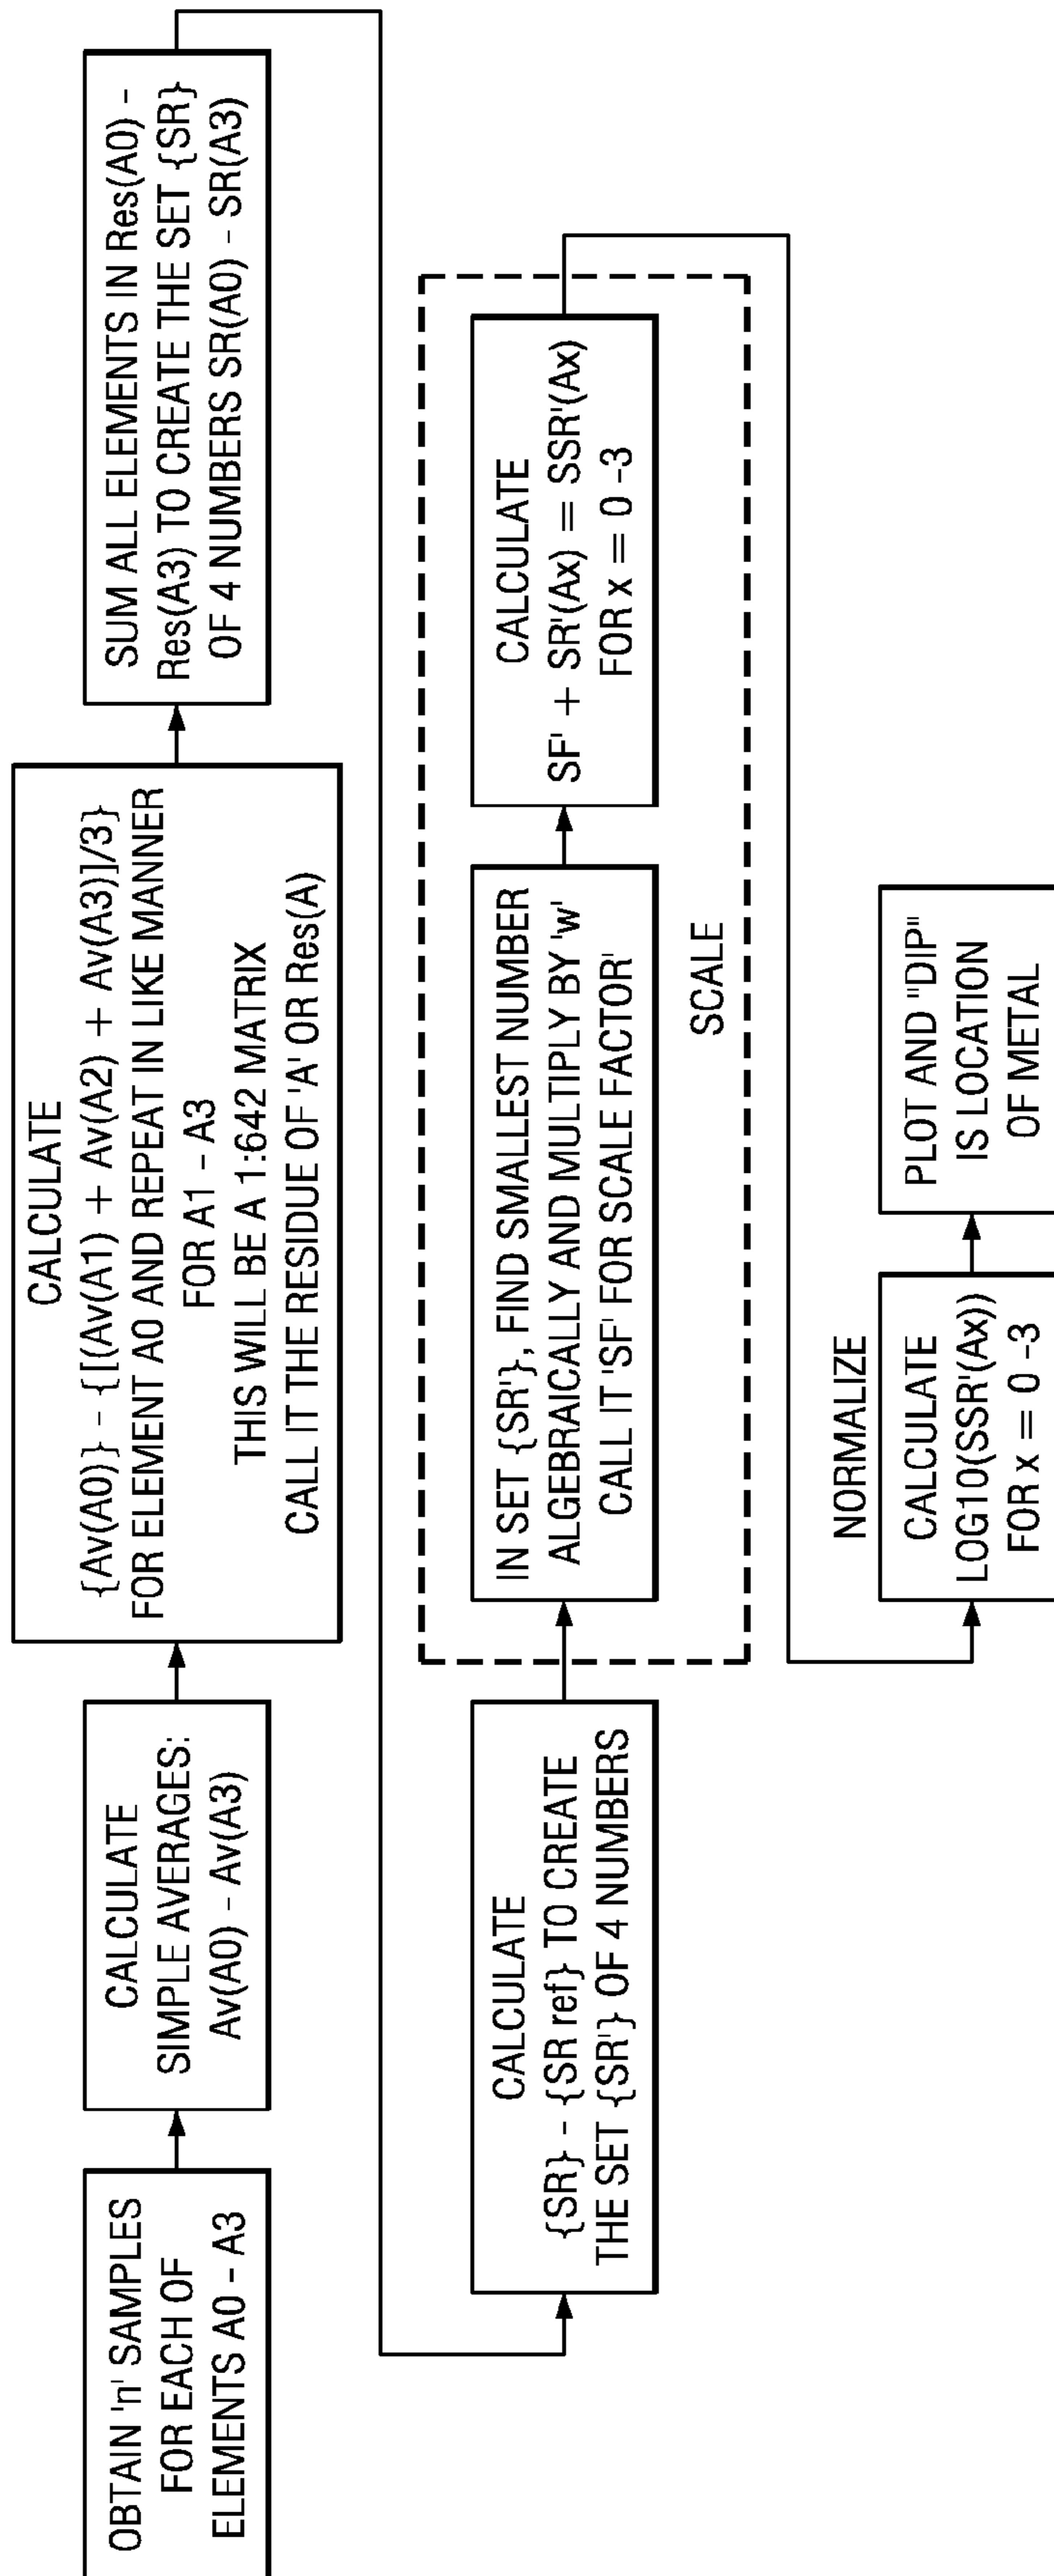 OBTAIN 'n' SAMPLES
FOR EACH OF
ELEMENTS A0 - A3
CALCULATE
SIMPLE AVERAGES:
Av(A0) - Av(A3)
CALCULATE
{Av(A0)} - {[(Av(A1) + Av(A2) + Av(A3)]/3}
FOR ELEMENT A0 AND REPEAT IN LIKE MANNER
FOR A1 - A3
THIS WILL BE A 1:642 MATRIX
CALL IT THE RESIDUE OF 'A' OR Res(A)
SUM ALL ELEMENTS IN Res(A0) -
Res(A3) TO CREATE THE SET {SR}
OF 4 NUMBERS SR(A0) - SR(A3)
CALCULATE
{SR} - {SR ref} TO CREATE
THE SET {SR'} OF 4 NUMBERS
IN SET {SR'}, FIND SMALLEST NUMBER
ALGEBRAICALLY AND MULTIPLY BY 'w'
CALL IT 'SF' FOR SCALE FACTOR'
CALCULATE
SF' + SR'(Ax) = SSR'(Ax)
FOR x = 0 -3
SCALE
NORMALIZE
CALCULATE
LOG10(SSR'(Ax))
FOR x = 0 -3
PLOT AND "DIP"
IS LOCATION
OF METAL